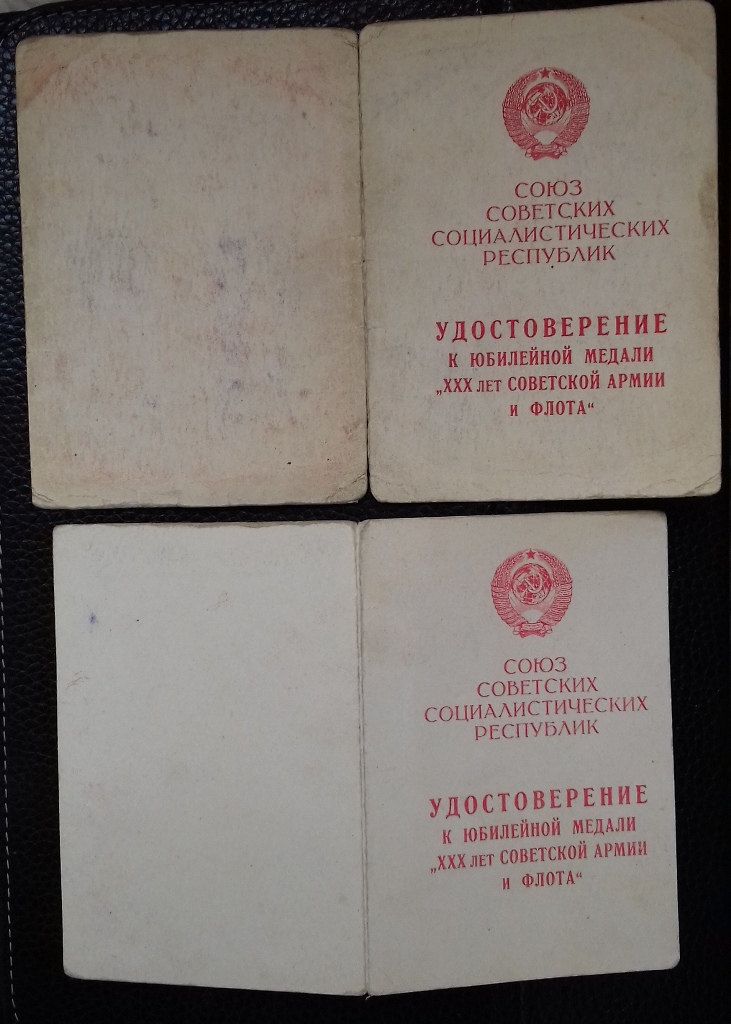 СОЮЗ
СОВЕТСКИХ
СОЦИАЛИСТИЧЕСКИХ
РЕСПУБЛИК
УДОСТОВЕРЕНИЕ
К ЮБИЛЕЙНОЙ МЕДАЛИ
„XXX лет СОВЕТСКОЙ АРМИИ
и ФЛОТА“
СОЮЗ
СОВЕТСКИХ
СОЦИАЛИСТИЧЕСКИХ
РЕСПУБЛИК
УДОСТОВЕРЕНИЕ
К ЮБИЛЕЙНОЙ МЕДАЛИ
„XXX лет СОВЕТСКОЙ АРМИИ
и ФЛОТА“